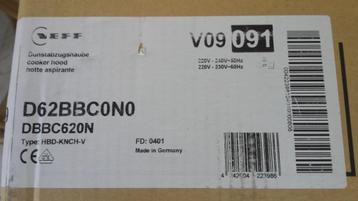 NEFF
Dunstabzugshaube
cooker hood
hotte aspirante
V09 091
220V - 240V~50Hz
220V - 230V~60Hz
D62BBC0N0
DBBC620N
Type: HBD-KNCH-V
FD: 0401
Made in Germany
CE